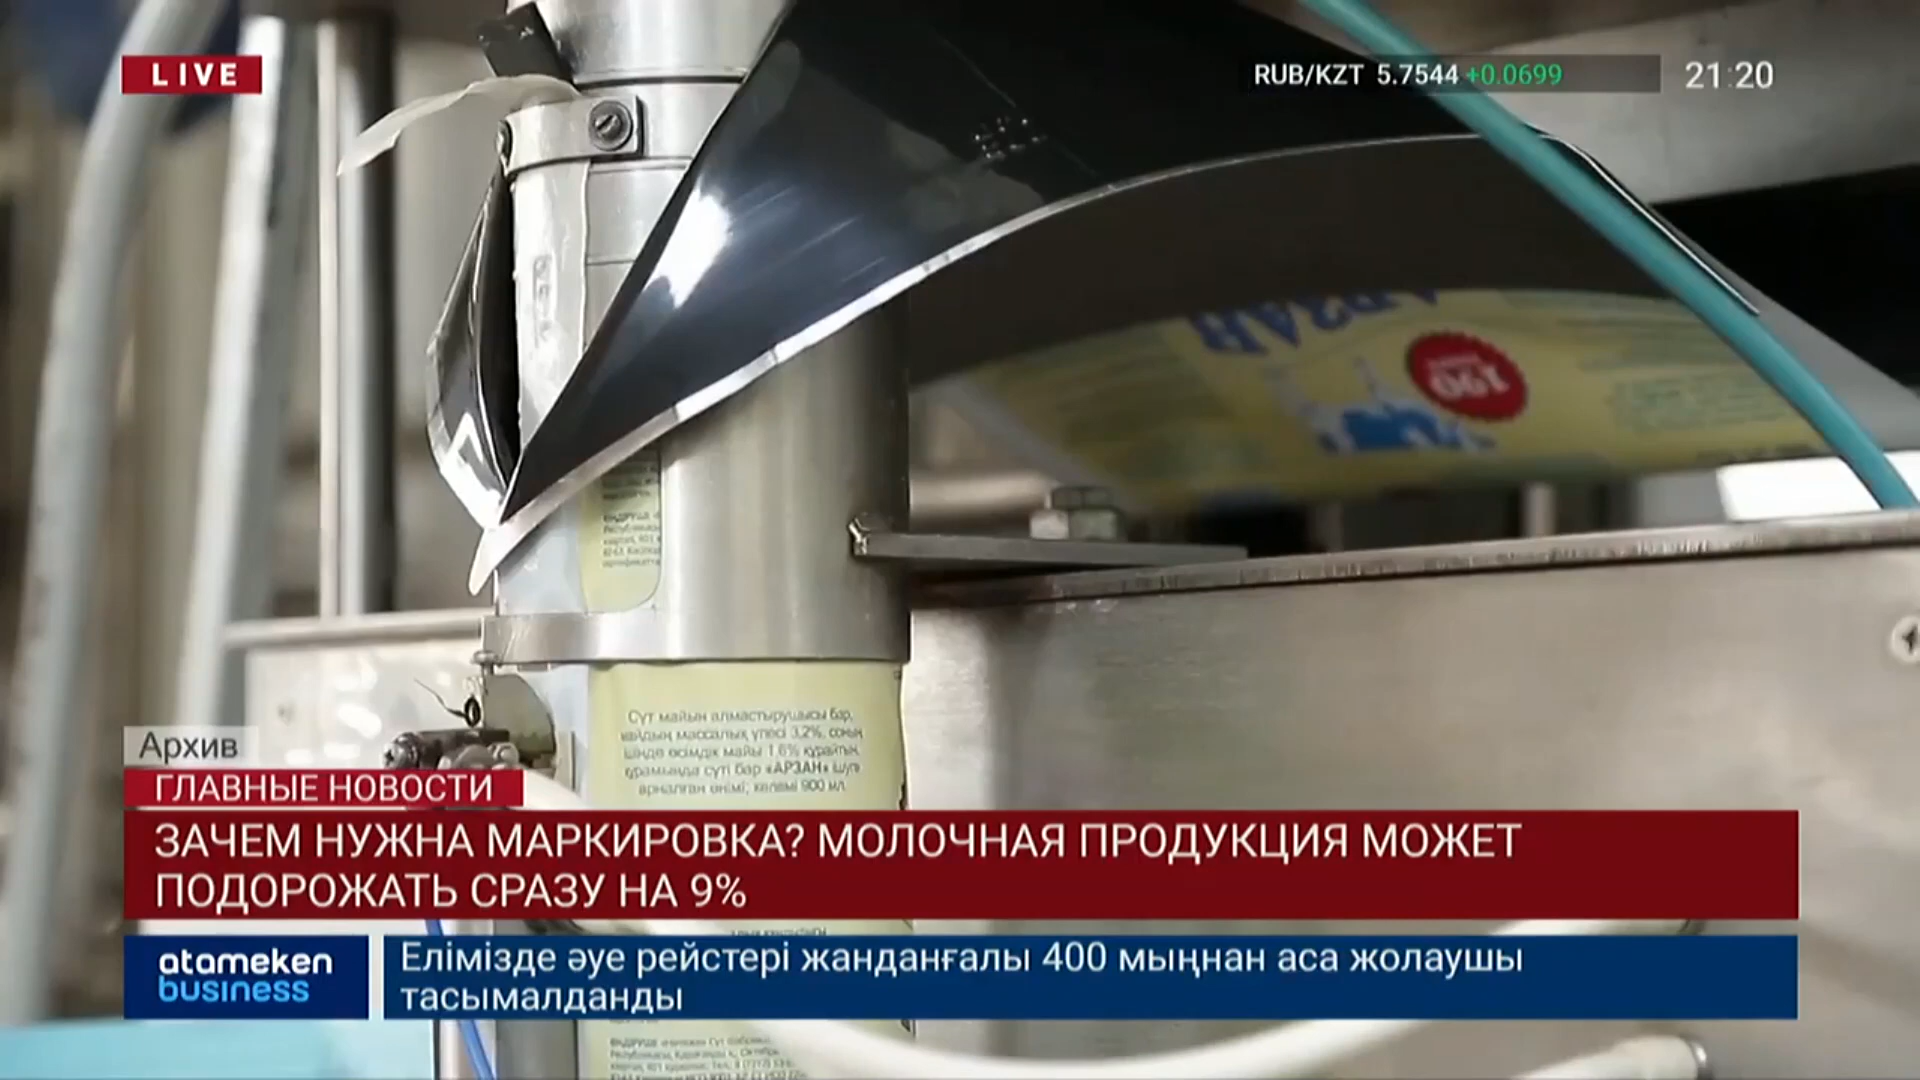 LIVE
RUB/KZT 5.7544 +0.0699
21:20
АРЗАН
190
Сүт майын алмастырушысы бар,
майдың массалық үлесі 3,2%, соның
ішінде өсімдік майы 1,6% құрайтын,
құрамында сүті бар «АРЗАН» ішуге
арналған өнімі; көлемі 900 мл.
Архив
ГЛАВНЫЕ НОВОСТИ
ЗАЧЕМ НУЖНА МАРКИРОВКА? МОЛОЧНАЯ ПРОДУКЦИЯ МОЖЕТ
ПОДОРОЖАТЬ СРАЗУ НА 9%
atameken
business
Елімізде әуе рейстері жанданғалы 400 мыңнан аса жолаушы
тасымалданды